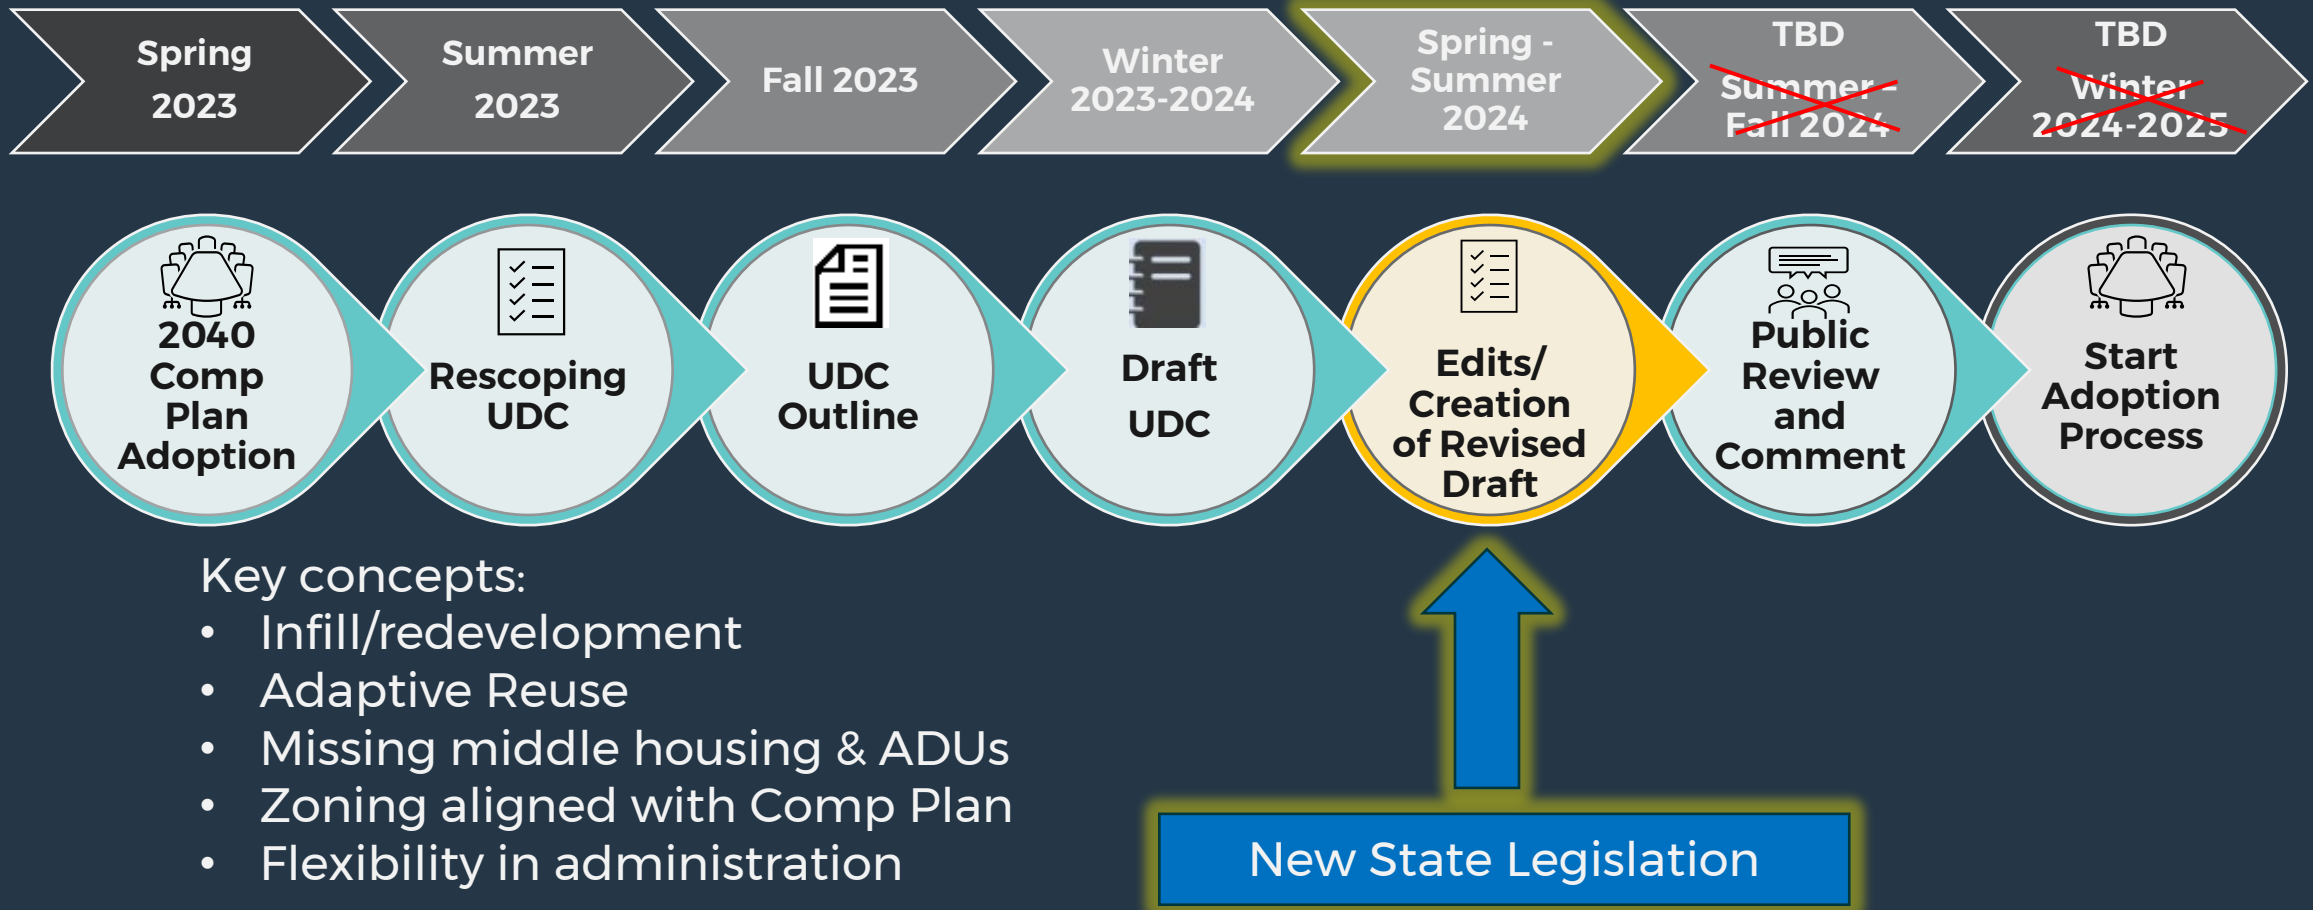 Spring
2023
Summer
2023
Fall 2023
Winter
2023-2024
Spring -
Summer
2024
TBD
Summer -
Fall 2024
TBD
Winter
2024-2025
2040
Comp
Plan
Adoption
Rescoping
UDC
UDC
Outline
Draft
UDC
Edits/
Creation
of Revised
Draft
Public
Review
and
Comment
Start
Adoption
Process
Key concepts:
• Infill/redevelopment
• Adaptive Reuse
• Missing middle housing & ADUs
• Zoning aligned with Comp Plan
• Flexibility in administration
New State Legislation